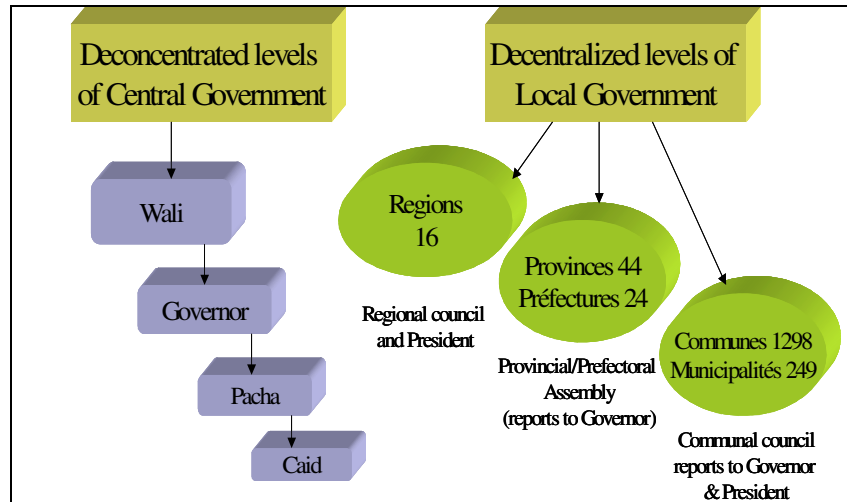 Deconcentrated levels
of Central Government
Wali
Governor
Pacha
Caid
Decentralized levels of
Local Government
Regions
16
Regional council
and President
Provinces 44
Préfectures 24
Provincial/Prefectoral
Assembly
(reports to Governor)
Communes 1298
Municipalités 249
Communal council
reports to Governor
& President